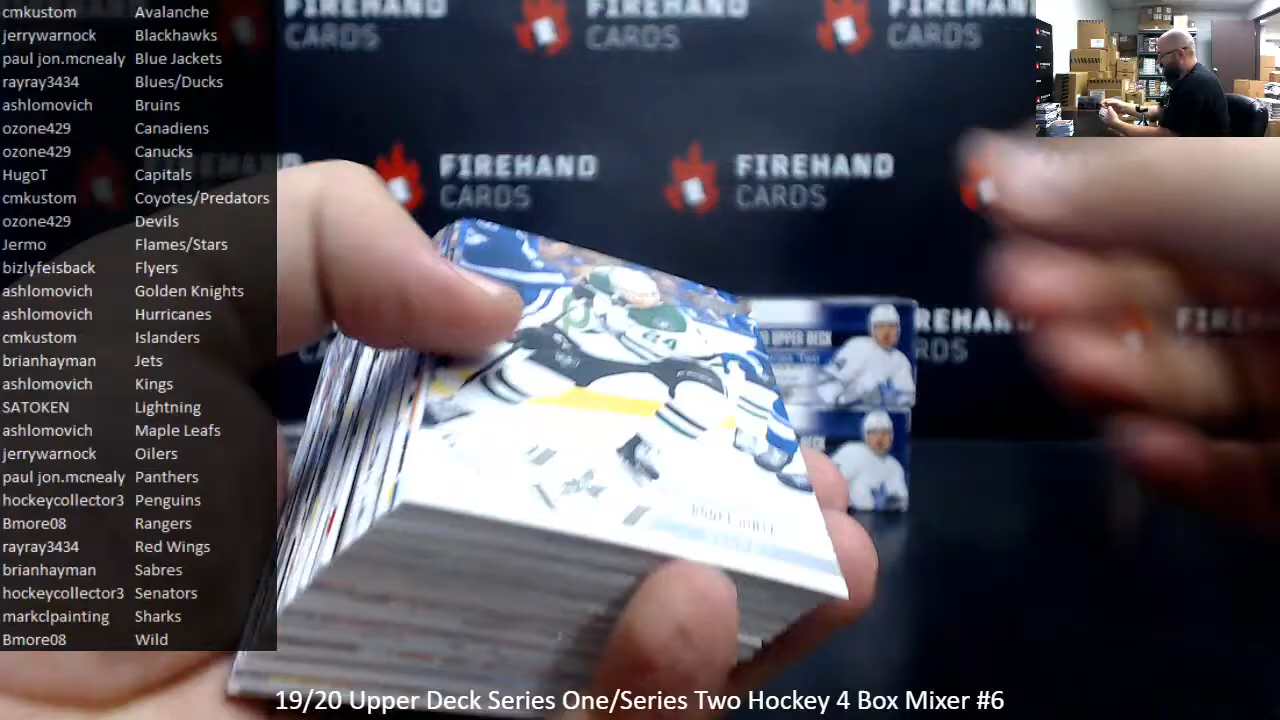 cmkustom Avalanche
jerrywarnock Blackhawks
paul jon.mcnealy Blue Jackets
rayray3434 Blues/Ducks
ashlomovich Bruins
ozone429 Canadiens
ozone429 Canucks
HugoT Capitals
cmkustom Coyotes/Predators
ozone429 Devils
Jermo Flames/Stars
bizlyfeisback Flyers
ashlomovich Golden Knights
ashlomovich Hurricanes
cmkustom Islanders
brianhayman Jets
ashlomovich Kings
SATOKEN Lightning
ashlomovich Maple Leafs
jerrywarnock Oilers
paul jon.mcnealy Panthers
hockeycollector3 Penguins
Bmore08 Rangers
rayray3434 Red Wings
brianhayman Sabres
hockeycollector3 Senators
markclpainting Sharks
Bmore08 Wild
FIREHAND FIREHAND FIREHAND
CARDS CARDS CARDS
FIREHAND FIREHAND
CARDS CARDS
UPPER DECK
Series Two
19/20 Upper Deck Series One/Series Two Hockey 4 Box Mixer #6